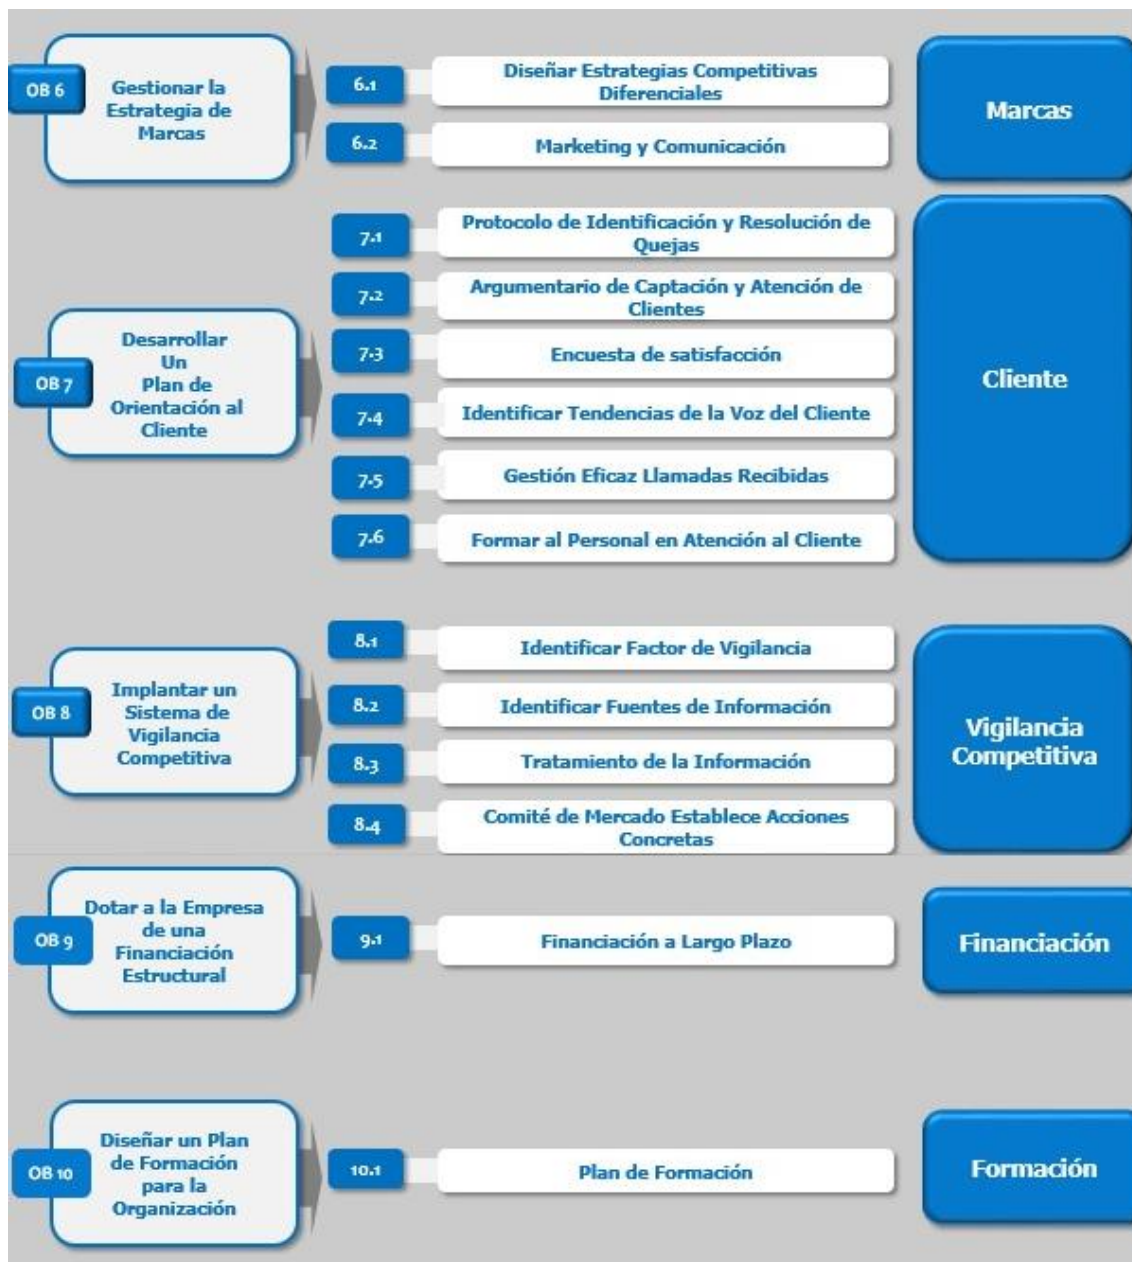 OB 6
Gestionar la
Estrategia de
Marcas
6.1
Diseñar Estrategias Competitivas
Diferenciales
6.2
Marketing y Comunicación
Marcas
OB 7
Desarrollar
Un
Plan de
Orientación al
Cliente
7.1
Protocolo de Identificación y Resolución de
Quejas
7.2
Argumentario de Captación y Atención de
Clientes
7.3
Encuesta de satisfacción
7.4
Identificar Tendencias de la Voz del Cliente
7.5
Gestión Eficaz Llamadas Recibidas
7.6
Formar al Personal en Atención al Cliente
Cliente
OB 8
Implantar un
Sistema de
Vigilancia
Competitiva
8.1
Identificar Factor de Vigilancia
8.2
Identificar Fuentes de Información
8.3
Tratamiento de la Información
8.4
Comité de Mercado Establece Acciones
Concretas
Vigilancia
Competitiva
OB 9
Dotar a la Empresa
de una
Financiación
Estructural
9.1
Financiación a Largo Plazo
Financiación
OB 10
Diseñar un Plan
de Formación
para la
Organización
10.1
Plan de Formación
Formación